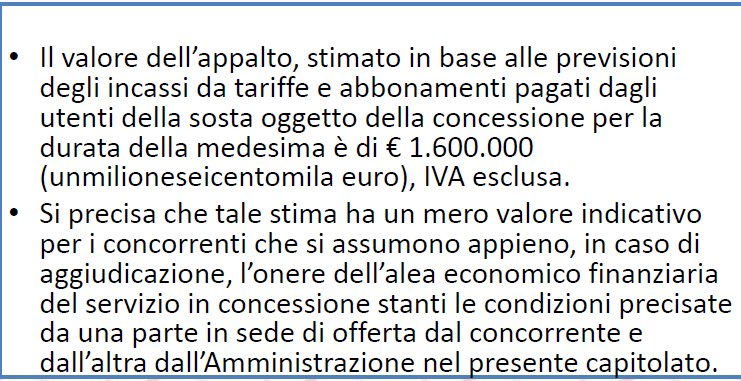 • Il valore dell’appalto, stimato in base alle previsioni
degli incassi da tariffe e abbonamenti pagati dagli
utenti della sosta oggetto della concessione per la
durata della medesima è di € 1.600.000
(unmilioneseicentomila euro), IVA esclusa.
• Si precisa che tale stima ha un mero valore indicativo
per i concorrenti che si assumono appieno, in caso di
aggiudicazione, l’onere dell’alea economico finanziaria
del servizio in concessione stanti le condizioni precisate
da una parte in sede di offerta dal concorrente e
dall’altra dall’Amministrazione nel presente capitolato.